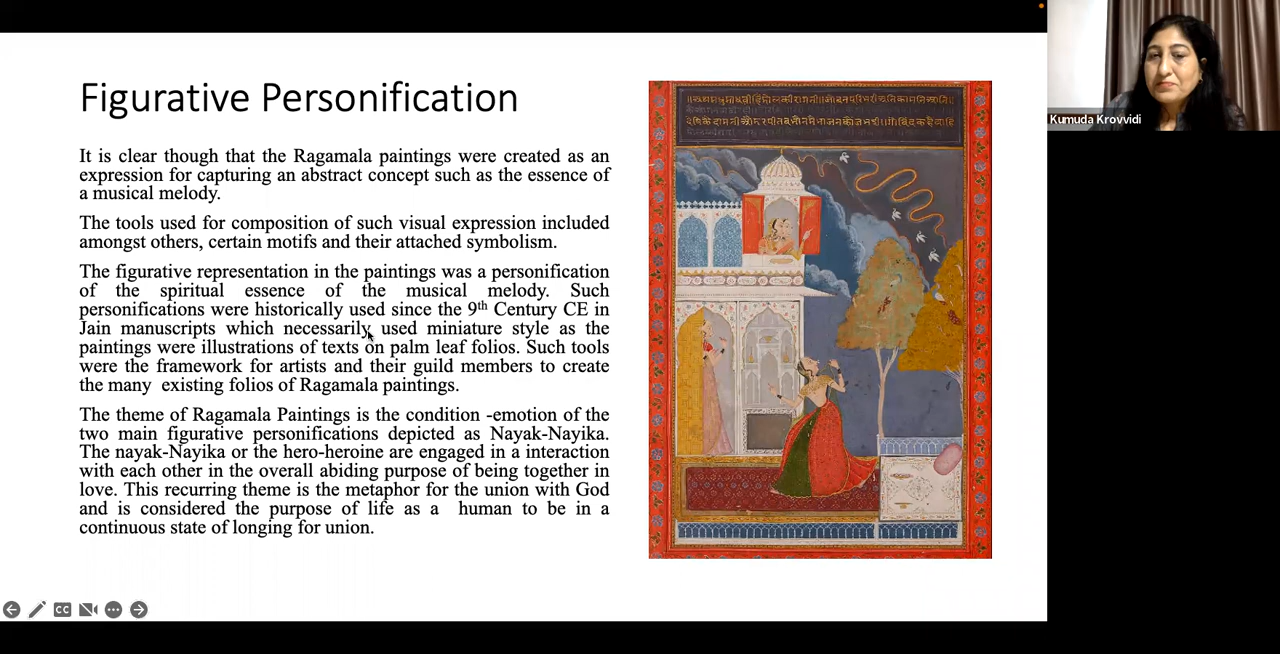 Figurative Personification
It is clear though that the Ragamala paintings were created as an
expression for capturing an abstract concept such as the essence of
a musical melody.
The tools used for composition of such visual expression included
amongst others, certain motifs and their attached symbolism.
The figurative representation in the paintings was a personification
of the spiritual essence of the musical melody. Such
personifications were historically used since the 9th Century CE in
Jain manuscripts which necessarily used miniature style as the
paintings were illustrations of texts on palm leaf folios. Such tools
were the framework for artists and their guild members to create
the many existing folios of Ragamala paintings.
The theme of Ragamala Paintings is the condition -emotion of the
two main figurative personifications depicted as Nayak-Nayika.
The nayak-Nayika or the hero-heroine are engaged in a interaction
with each other in the overall abiding purpose of being together in
love. This recurring theme is the metaphor for the union with God
and is considered the purpose of life as a human to be in a
continuous state of longing for union.
Kumuda Krovvidi
CC